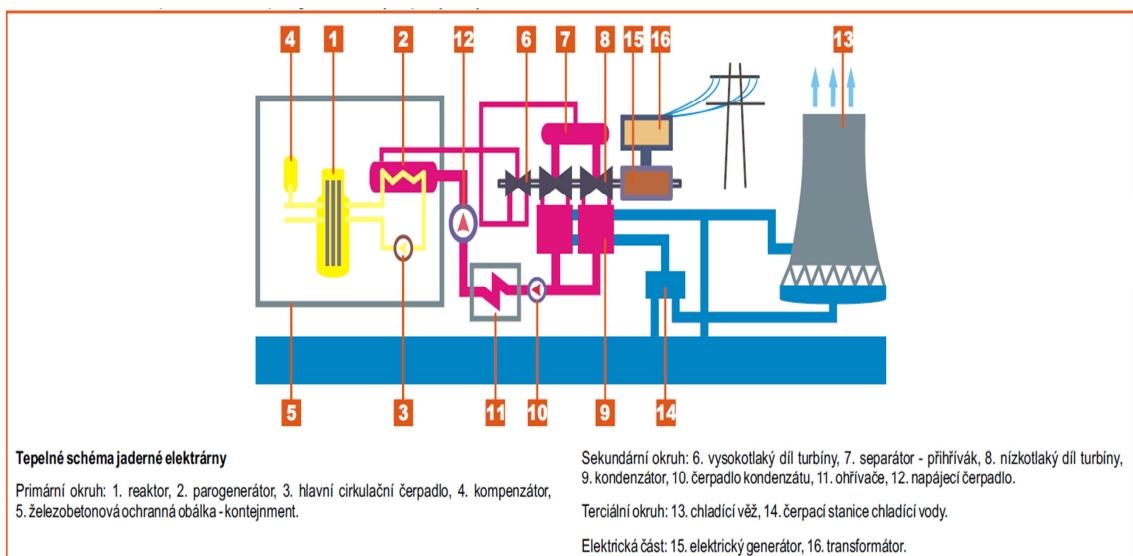 4 1 2 12 6 7 8 15 16 13
5 3 11 10 9 14
Tepelné schéma jaderné elektrárny
Primární okruh: 1. reaktor, 2. parogenerátor, 3. hlavní cirkulační čerpadlo, 4. kompenzátor,
5. železobetonová ochranná obálka - kontejnment.
Sekundární okruh: 6. vysokotlaký díl turbíny, 7. separátor - přihřívák, 8. nízkotlaký díl turbíny,
9. kondenzátor, 10. čerpadlo kondenzátu, 11. ohřívače, 12. napájecí čerpadlo.
Terciální okruh: 13. chladící věž, 14. čerpací stanice chladící vody.
Elektrická část: 15. elektrický generátor, 16. transformátor.